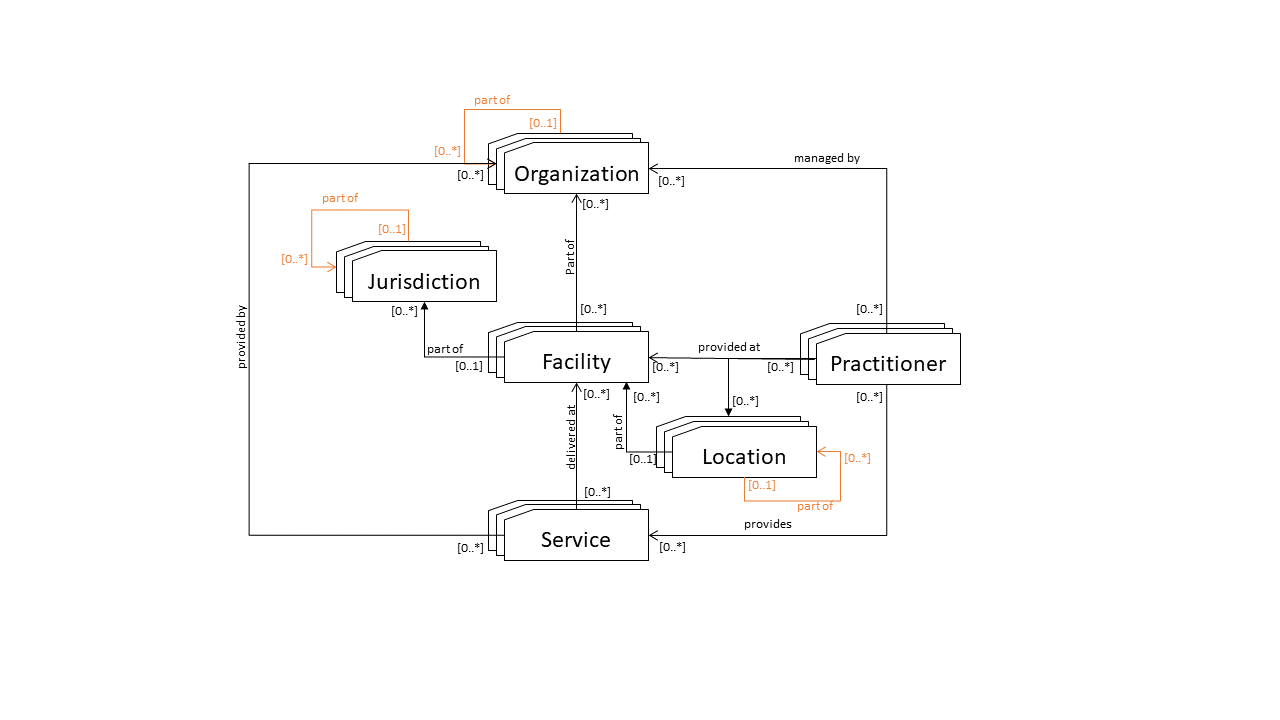 part of
[0..1]
[0..*]
Organization
[0..*]
managed by
[0..*]
part of
[0..1]
[0..*]
[0..*]
Part of
Jurisdiction
[0..*]
[0..*]
[0..*]
provided by
part of
[0..1]
Facility
provided at
[0..*]
[0..*]
Practitioner
[0..*]
[0..*]
[0..*]
[0..*]
delivered at
part of
[0..1]
Location
[0..*]
[0..1]
part of
[0..*]
provides
Service
[0..*]
[0..*]